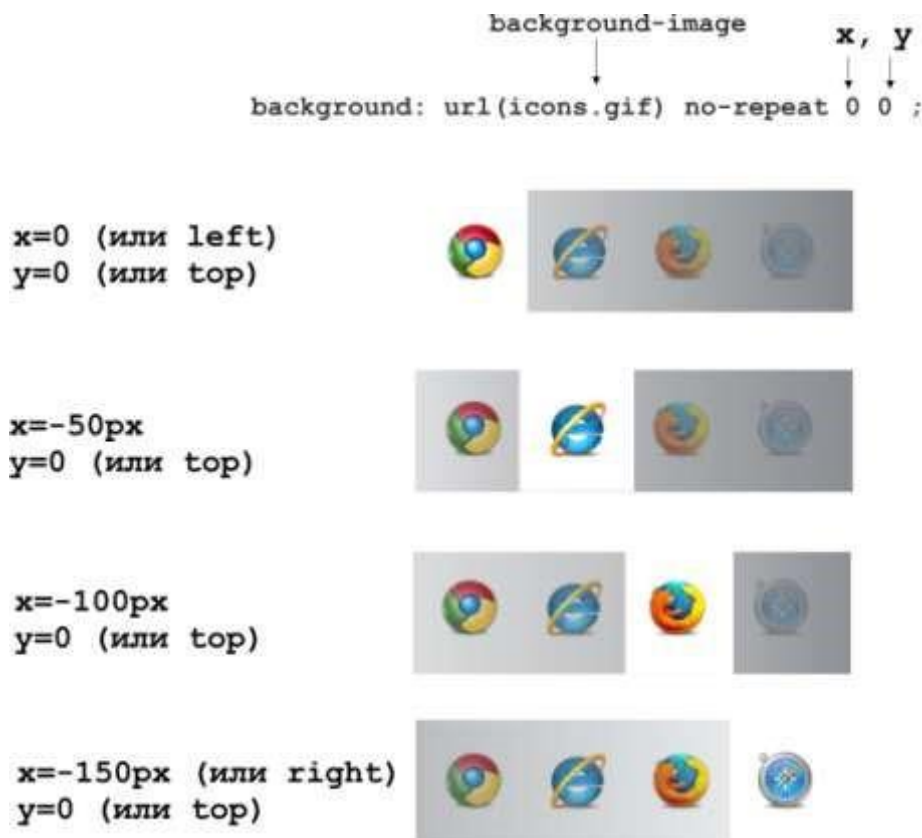 background-image
x, y
background: url(icons.gif) no-repeat 0 0 ;
x=0 (или left)
y=0 (или top)
x=-50px
y=0 (или top)
x=-100px
y=0 (или top)
x=-150px (или right)
y=0 (или top)